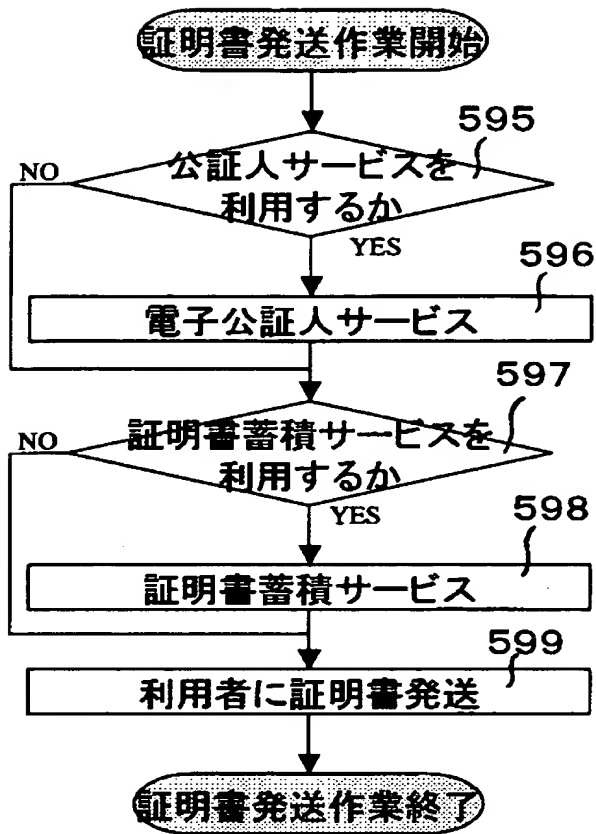 証明書発送作業開始
595
公証人サービスを
利用するか
NO
YES
596
電子公証人サービス
597
証明書蓄積サービスを
利用するか
NO
YES
598
証明書蓄積サービス
599
利用者に証明書発送
証明書発送作業終了